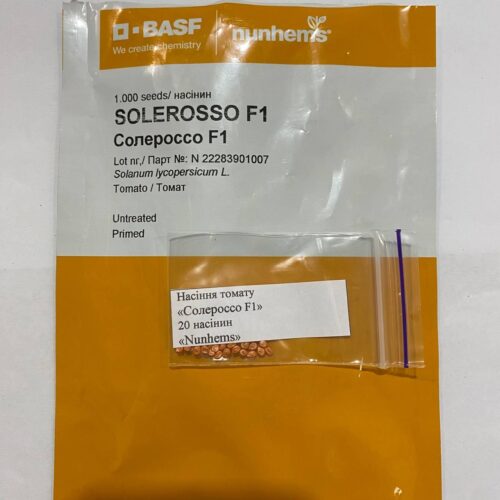 BASF
We create chemistry
nunhems
1.000 seeds/ насінин
SOLEROSSO F1
Солероссо F1
Lot nr,/ Парт №: N 22283901007
Solanum lycopersicum L.
Tomato / Томат
Untreated
Primed
Насіння томату
«Солероссо F1»
20 насінин
«Nunhems»